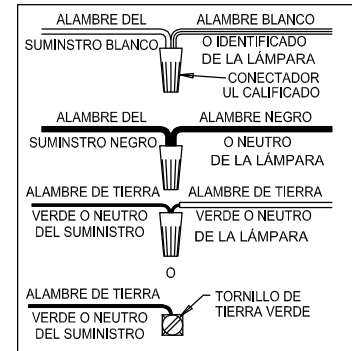 ALAMBRE DEL
SUMINSTRO BLANCO
ALAMBRE BLANCO
O IDENTIFICADO
DE LA LÁMPARA
CONECTADOR
UL CALIFICADO
ALAMBRE DEL
SUMINSTRO NEGRO
ALAMBRE NEGRO
O NEUTRO
DE LA LÁMPARA
ALAMBRE DE TIERRA
VERDE O NEUTRO
DEL SUMINISTRO
ALAMBRE DE TIERRA
VERDE O NEUTRO
DE LA LÁMPARA
O
ALAMBRE DE TIERRA
VERDE O NEUTRO
DEL SUMINISTRO
TORNILLO DE
TIERRA VERDE